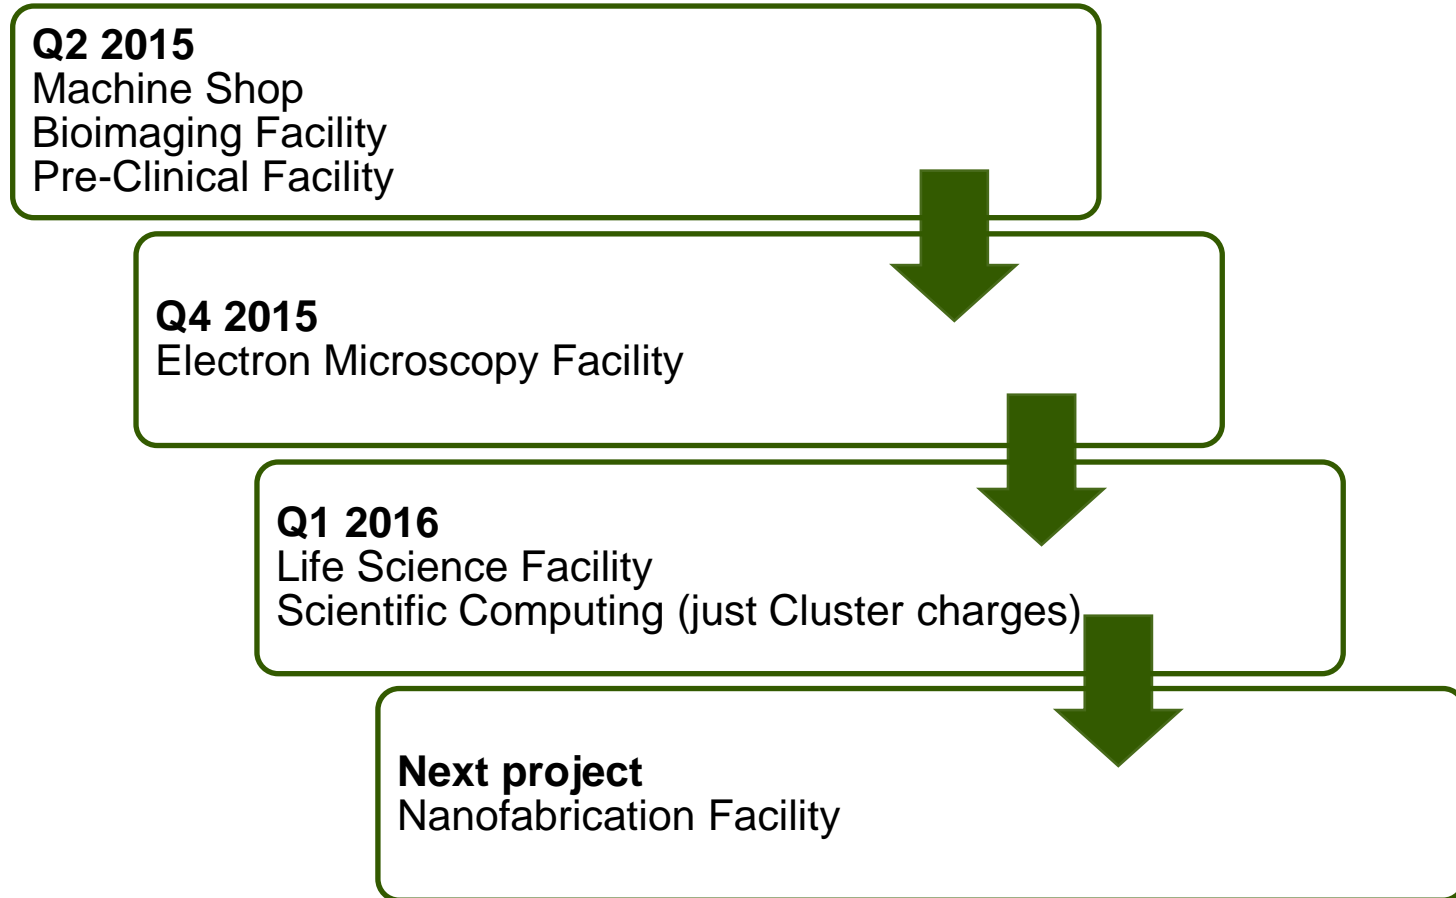 Q2 2015
Machine Shop
Bioimaging Facility
Pre-Clinical Facility
Q4 2015
Electron Microscopy Facility
Q1 2016
Life Science Facility
Scientific Computing (just Cluster charges)
Next project
Nanofabrication Facility